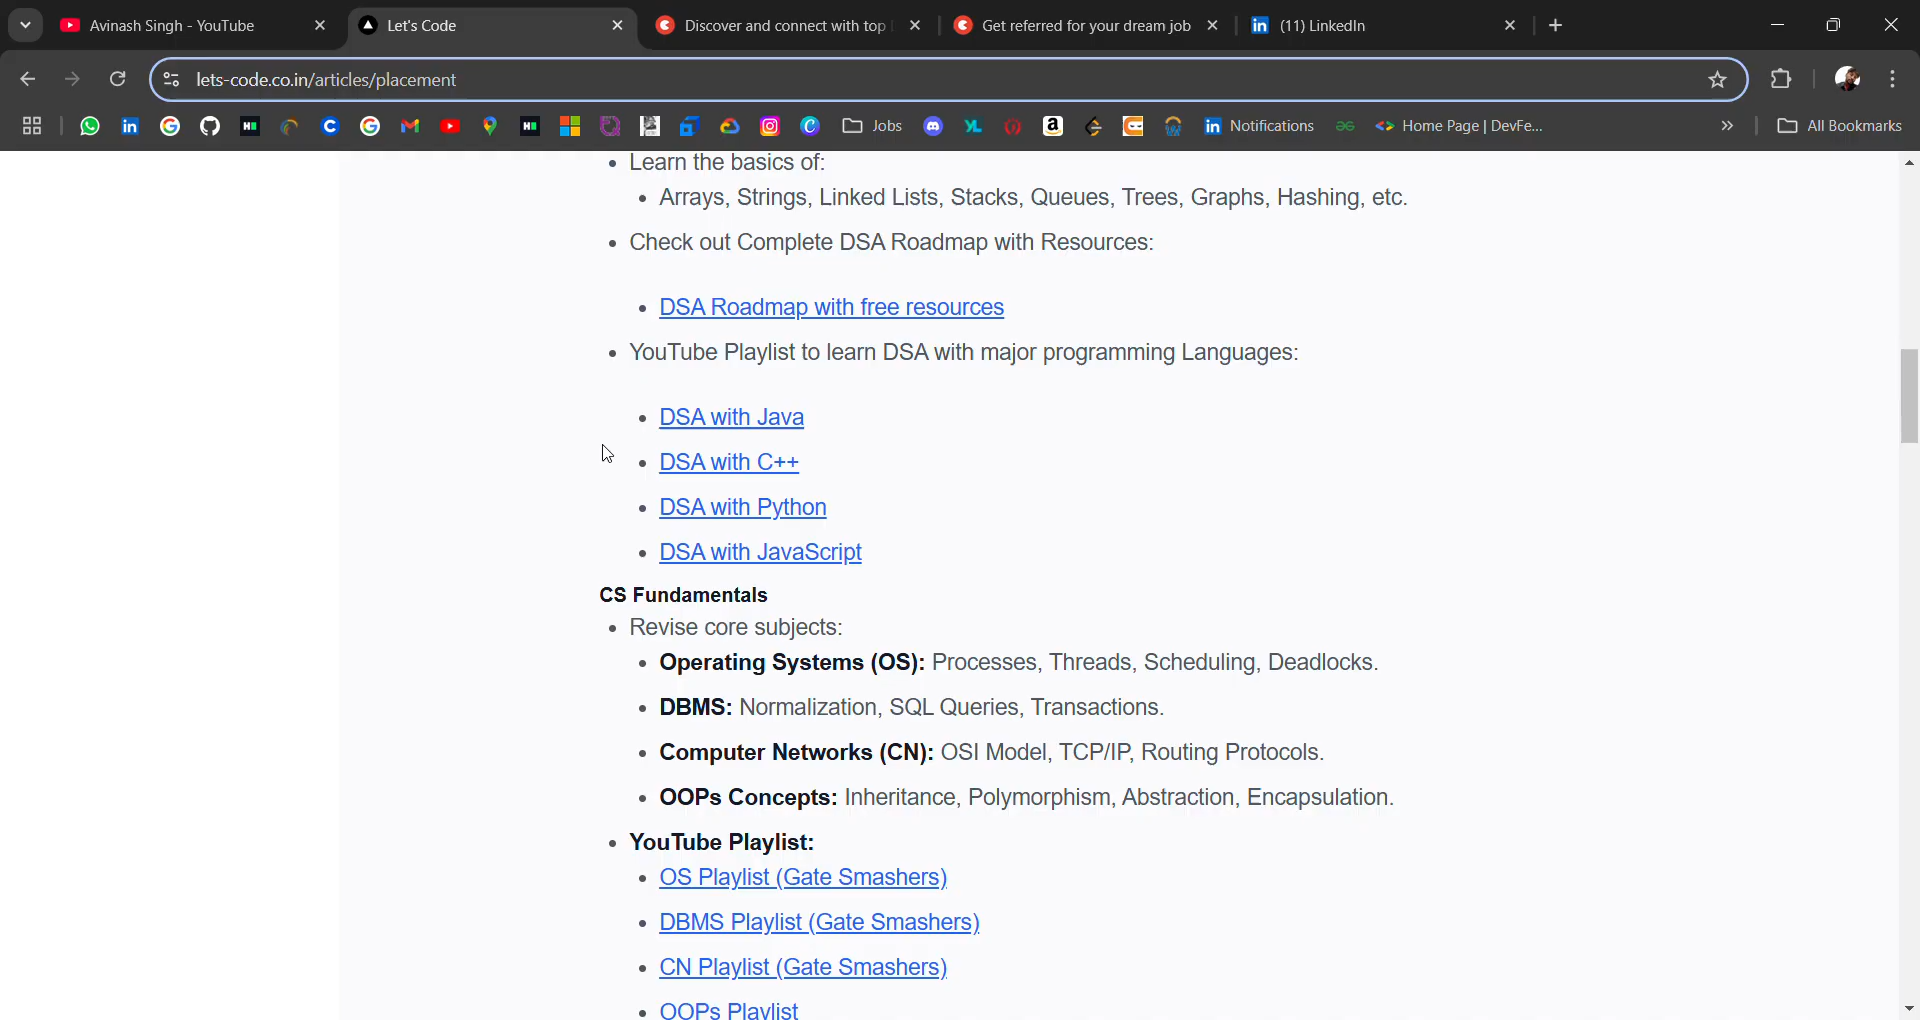 Avinash Singh - YouTube
Let's Code
Discover and connect with top
Get referred for your dream job
(11) LinkedIn
lets-code.co.in/articles/placement
Jobs
Notifications
Home Page | DevFe...
All Bookmarks
• Learn the basics of:
• Arrays, Strings, Linked Lists, Stacks, Queues, Trees, Graphs, Hashing, etc.
• Check out Complete DSA Roadmap with Resources:
• DSA Roadmap with free resources
• YouTube Playlist to learn DSA with major programming Languages:
• DSA with Java
• DSA with C++
• DSA with Python
• DSA with JavaScript
CS Fundamentals
• Revise core subjects:
• Operating Systems (OS): Processes, Threads, Scheduling, Deadlocks.
• DBMS: Normalization, SQL Queries, Transactions.
• Computer Networks (CN): OSI Model, TCP/IP, Routing Protocols.
• OOPs Concepts: Inheritance, Polymorphism, Abstraction, Encapsulation.
• YouTube Playlist:
• OS Playlist (Gate Smashers)
• DBMS Playlist (Gate Smashers)
• CN Playlist (Gate Smashers)
• OOPs Playlist